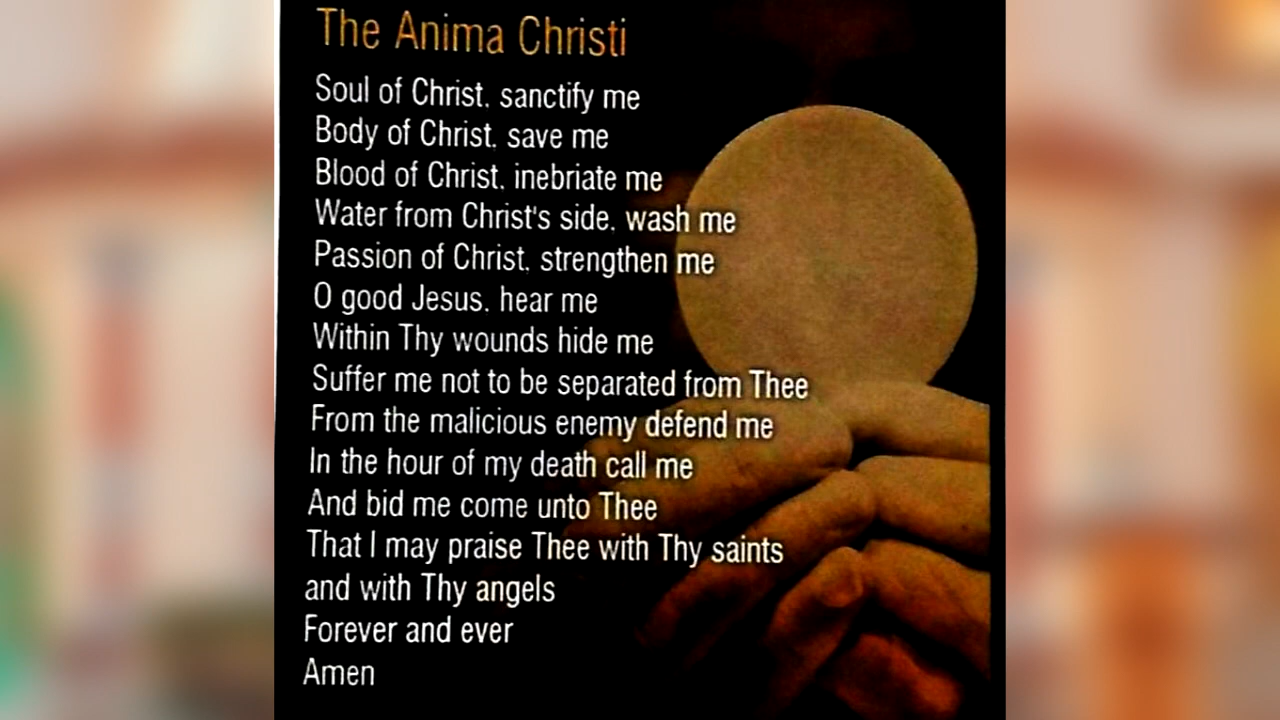 The Anima Christi
Soul of Christ. sanctify me
Body of Christ. save me
Blood of Christ. inebriate me
Water from Christ's side. wash me
Passion of Christ. strengthen me
O good Jesus. hear me
Within Thy wounds hide me
Suffer me not to be separated from Thee
From the malicious enemy defend me
In the hour of my death call me
And bid me come unto Thee
That I may praise Thee with Thy saints
and with Thy angels
Forever and ever
Amen